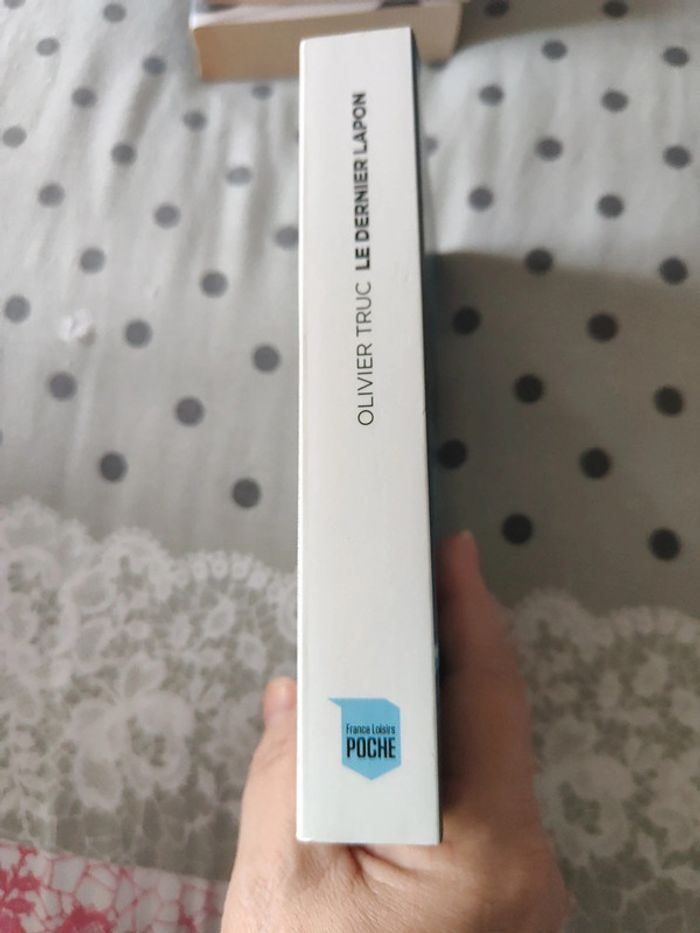 OLIVIER TRUC LE DERNIER LAPON
France Loisirs
POCHE